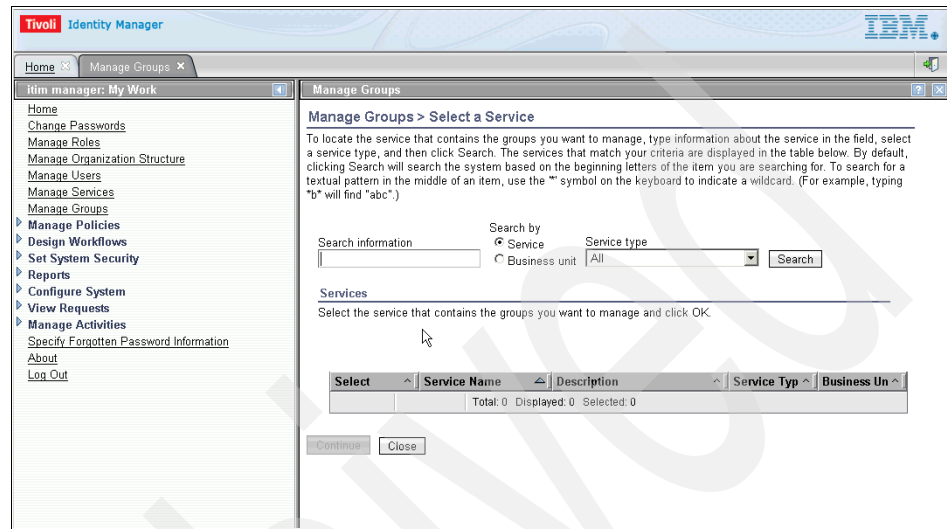 Tivoli Identity Manager
IBM.
Home
Manage Groups
itim manager: My Work
Home
Change Passwords
Manage Roles
Manage Organization Structure
Manage Users
Manage Services
Manage Groups
Manage Policies
Design Workflows
Set System Security
Reports
Configure System
View Requests
Manage Activities
Specify Forgotten Password Information
About
Log Out
Manage Groups
Manage Groups > Select a Service
To locate the service that contains the groups you want to manage, type information about the service in the field, select
a service type, and then click Search. The services that match your criteria are displayed in the table below. By default,
clicking Search will search the system based on the beginning letters of the item you are searching for. To search for a
textual pattern in the middle of an item, use the "*" symbol on the keyboard to indicate a wildcard. (For example, typing
*b* will find "abc".)
Search information
Search by
Service
Business unit
Service type
All
Search
Services
Select the service that contains the groups you want to manage and click OK.
Select Service Name Description Service Typ Business Un
Total: 0 Displayed: 0 Selected: 0
Continue Close